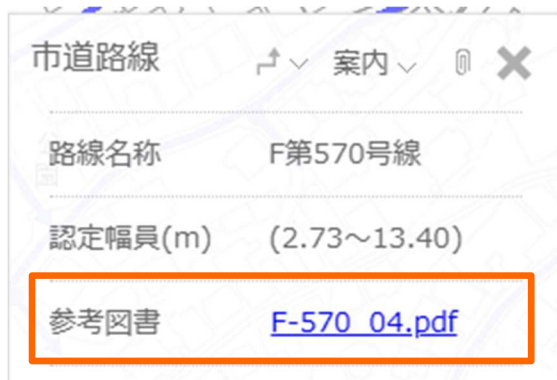 市道路線 案内
路線名称 F第570号線
認定幅員(m) (2.73～13.40)
参考図書 F-570_04.pdf